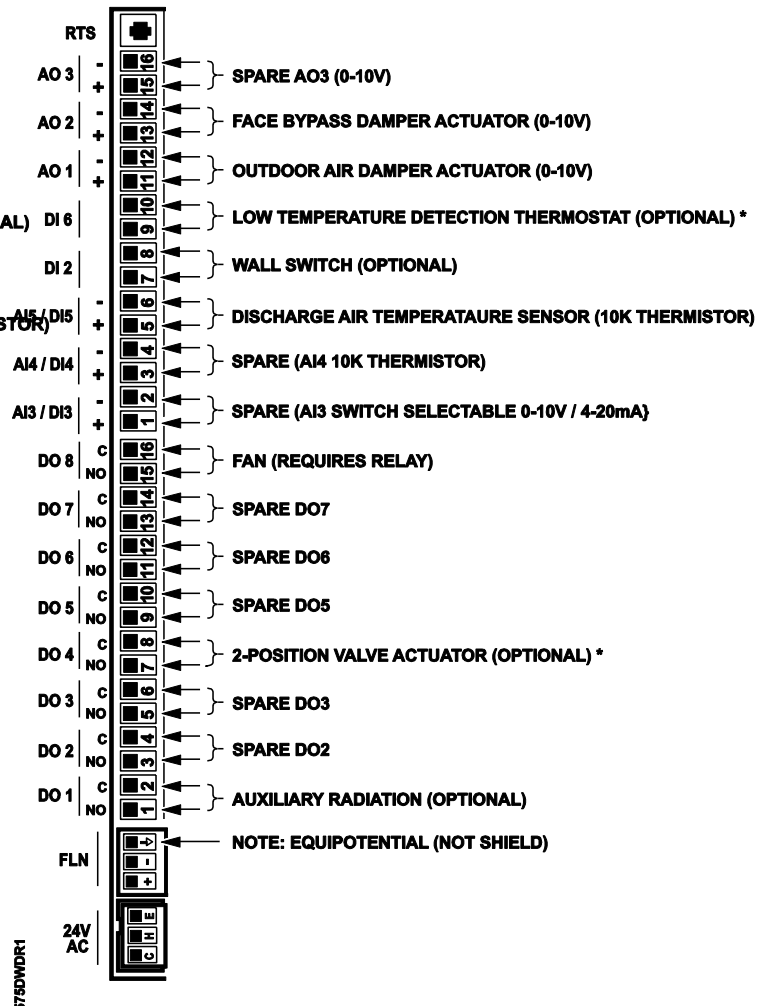 RTS
AO 3 - 16
+ 15
SPARE AO3 (0-10V)
AO 2 - 14
+ 13
FACE BYPASS DAMPER ACTUATOR (0-10V)
AO 1 - 12
+ 11
OUTDOOR AIR DAMPER ACTUATOR (0-10V)
AL) DI 6 10
9
LOW TEMPERATURE DETECTION THERMOSTAT (OPTIONAL) *
DI 2 8
7
WALL SWITCH (OPTIONAL)
STOR) AI5 / DI5 - 6
+ 5
DISCHARGE AIR TEMPERATAURE SENSOR (10K THERMISTOR)
AI4 / DI4 - 4
+ 3
SPARE (AI4 10K THERMISTOR)
AI3 / DI3 - 2
+ 1
SPARE (AI3 SWITCH SELECTABLE 0-10V / 4-20mA}
DO 8 C 16
NO 15
FAN (REQUIRES RELAY)
DO 7 C 14
NO 13
SPARE DO7
DO 6 C 12
NO 11
SPARE DO6
DO 5 C 10
NO 9
SPARE DO5
DO 4 C 8
NO 7
2-POSITION VALVE ACTUATOR (OPTIONAL) *
DO 3 C 6
NO 5
SPARE DO3
DO 2 C 4
NO 3
SPARE DO2
DO 1 C 2
NO 1
AUXILIARY RADIATION (OPTIONAL)
NOTE: EQUIPOTENTIAL (NOT SHIELD)
FLN -
+
24V
AC
E
H
C
575DWDR1